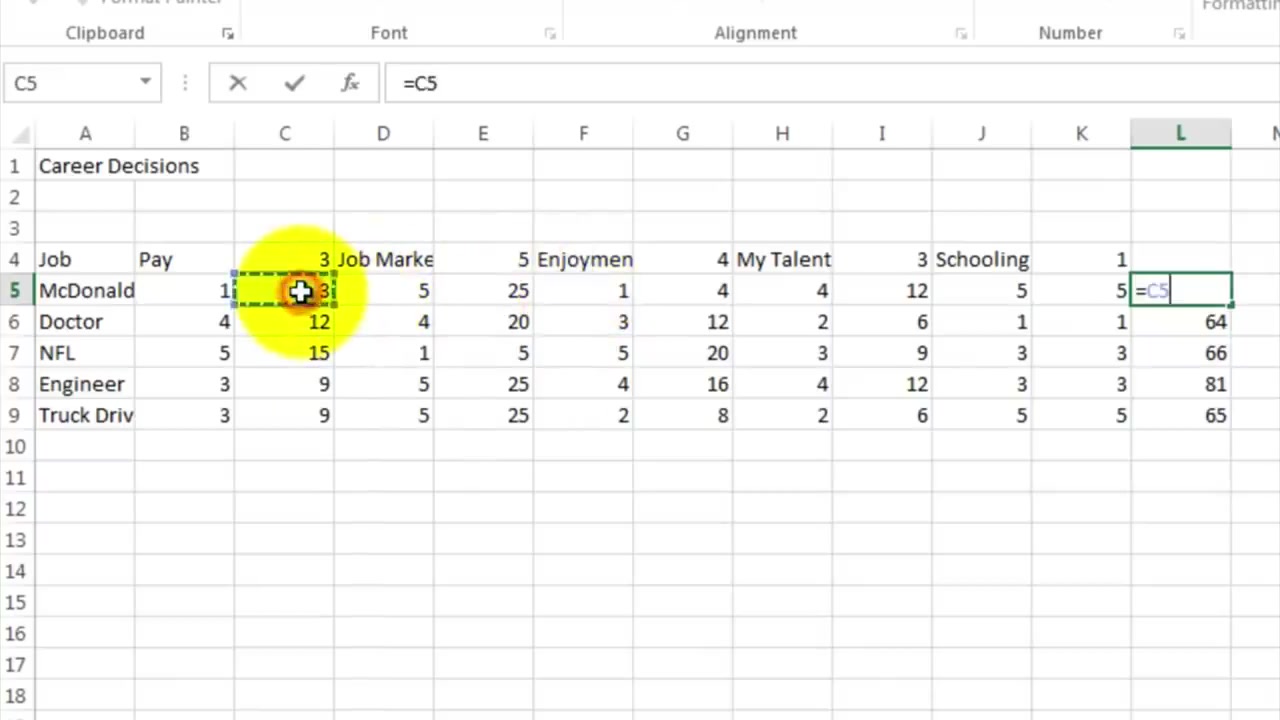 Format Painter
Clipboard Font Alignment Number
C5 fx =C5
A B C D E F G H I J K L
1 Career Decisions
2
3
4 Job Pay 3 Job Marke 5 Enjoymen 4 My Talent 3 Schooling 1
5 McDonald 1 3 5 25 1 4 4 12 5 5 =C5
6 Doctor 4 12 4 20 3 12 2 6 1 1 64
7 NFL 5 15 1 5 5 20 3 9 3 3 66
8 Engineer 3 9 5 25 4 16 4 12 3 3 81
9 Truck Driv 3 9 5 25 2 8 2 6 5 5 65
10
11
12
13
14
15
16
17
18